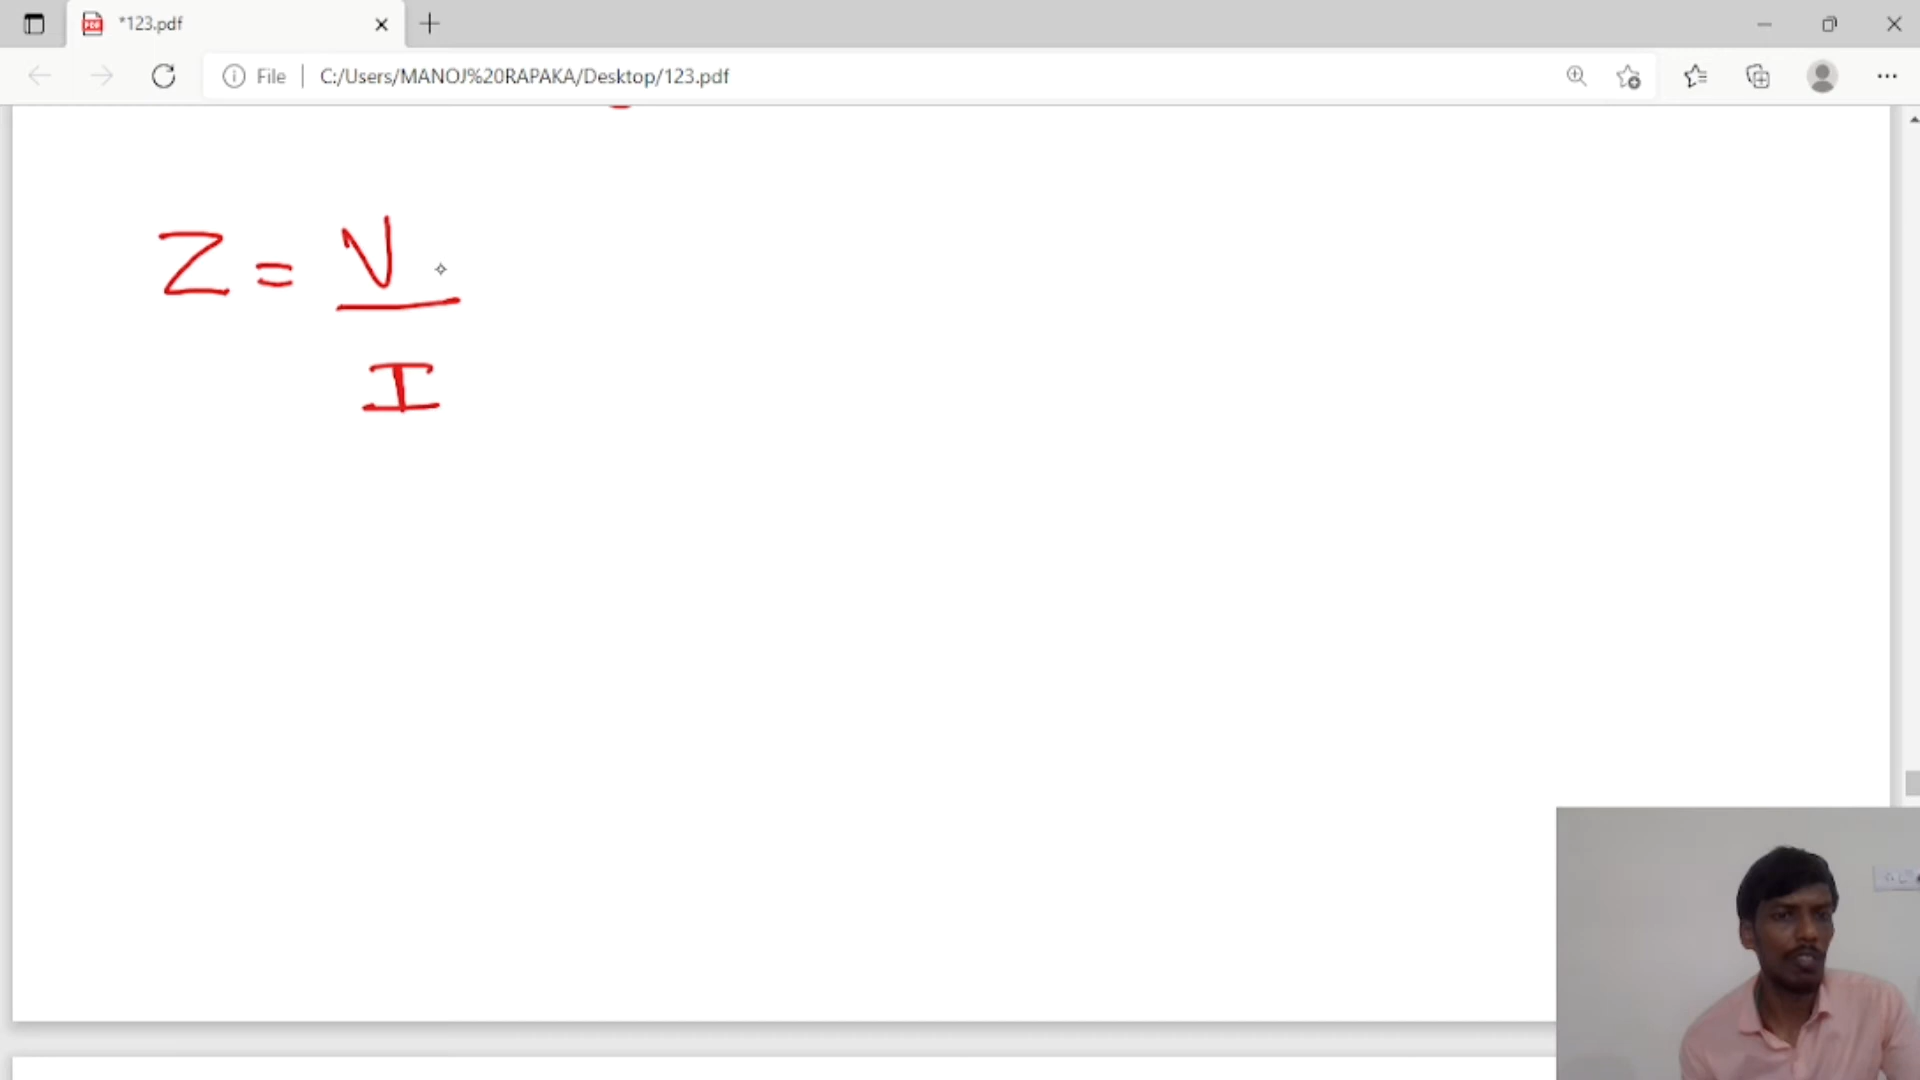 *123.pdf
File
C:/Users/MANOJ%20RAPAKA/Desktop/123.pdf
Z = V
I